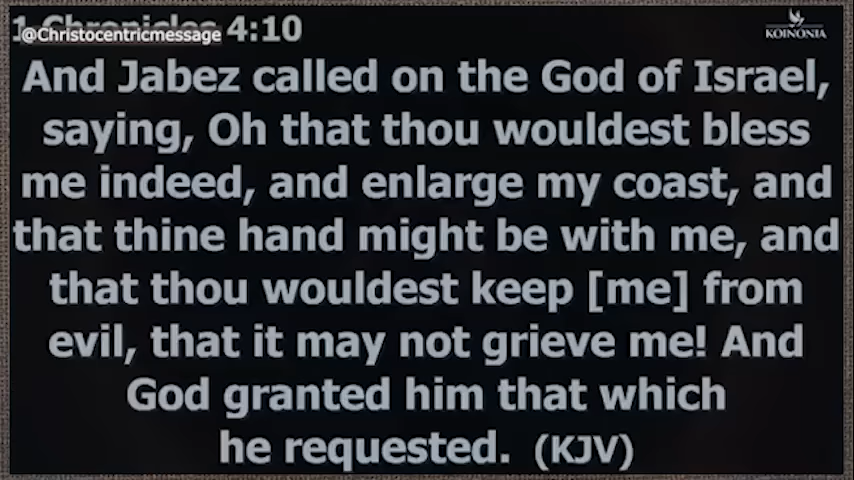 1 Chronicles 4:10
@Christocentricmessage
KOINONIA
And Jabez called on the God of Israel,
saying, Oh that thou wouldest bless
me indeed, and enlarge my coast, and
that thine hand might be with me, and
that thou wouldest keep [me] from
evil, that it may not grieve me! And
God granted him that which
he requested. (KJV)